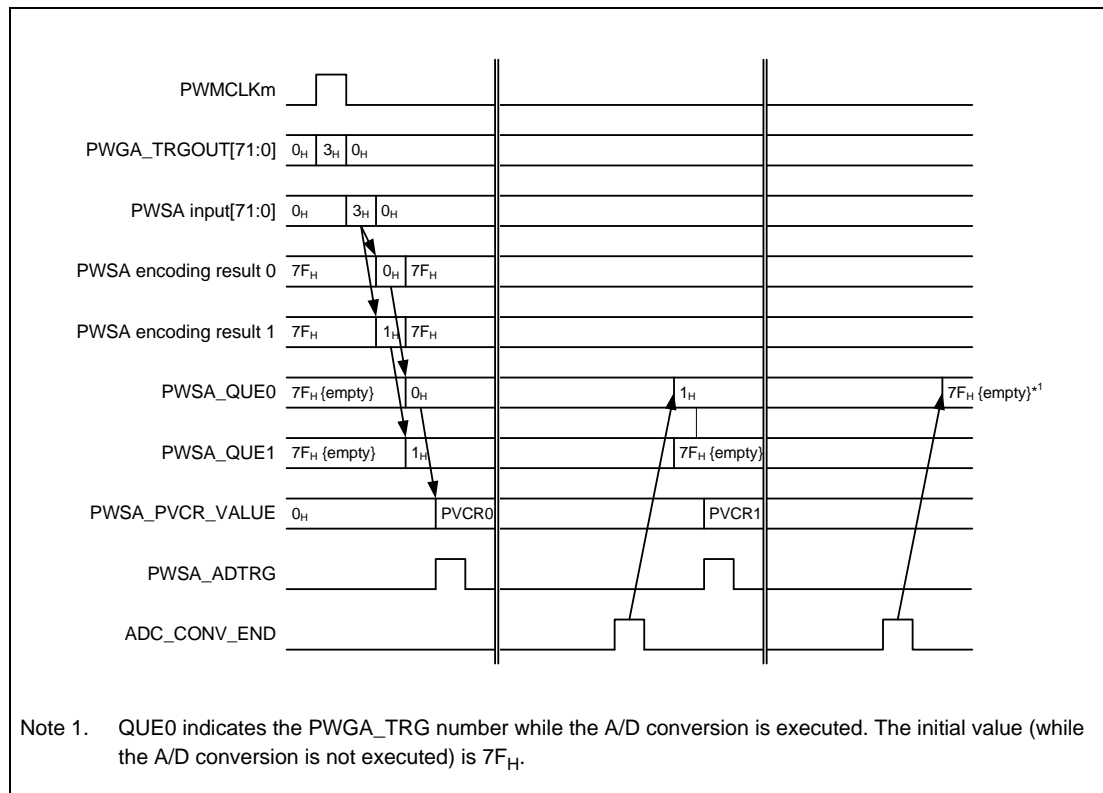 PWMCLKm
PWGA_TRGOUT[71:0] 0H 3H 0H
PWSA input[71:0] 0H 3H 0H
PWSA encoding result 0 7FH 0H 7FH
PWSA encoding result 1 7FH 1H 7FH
PWSA_QUE0 7FH {empty} 0H 1H 7FH {empty}*1
PWSA_QUE1 7FH {empty} 1H 7FH {empty}
PWSA_PVCR_VALUE 0H PVCR0 PVCR1
PWSA_ADTRG
ADC_CONV_END
Note 1. QUE0 indicates the PWGA_TRG number while the A/D conversion is executed. The initial value (while
the A/D conversion is not executed) is 7FH.